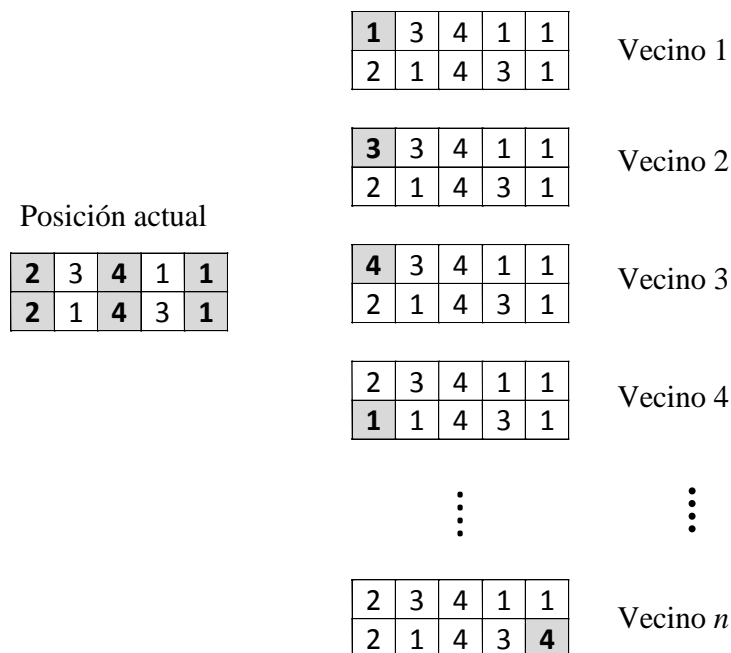 1 3 4 1 1
2 1 4 3 1
Vecino 1
3 3 4 1 1
2 1 4 3 1
Vecino 2
Posición actual
2 3 4 1 1
2 1 4 3 1
4 3 4 1 1
2 1 4 3 1
Vecino 3
2 3 4 1 1
1 1 4 3 1
Vecino 4
2 3 4 1 1
2 1 4 3 4
Vecino n